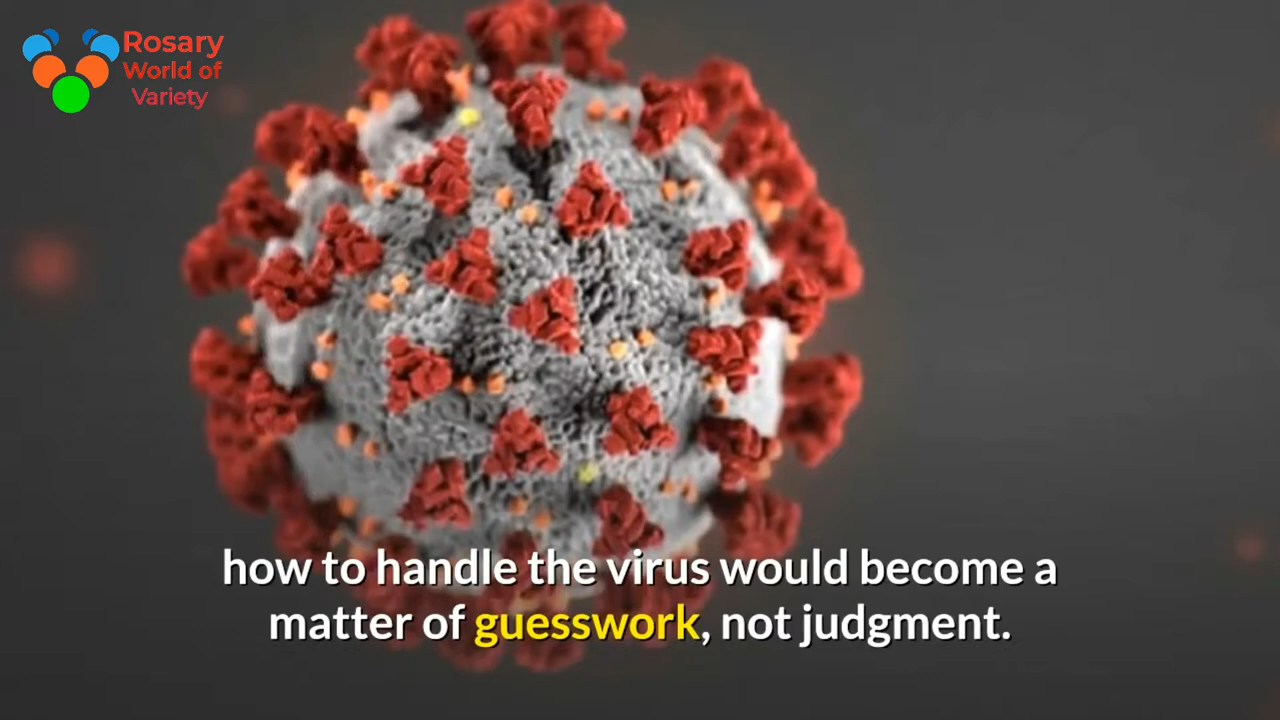 Rosary
World of
Variety
how to handle the virus would become a
matter of guesswork, not judgment.